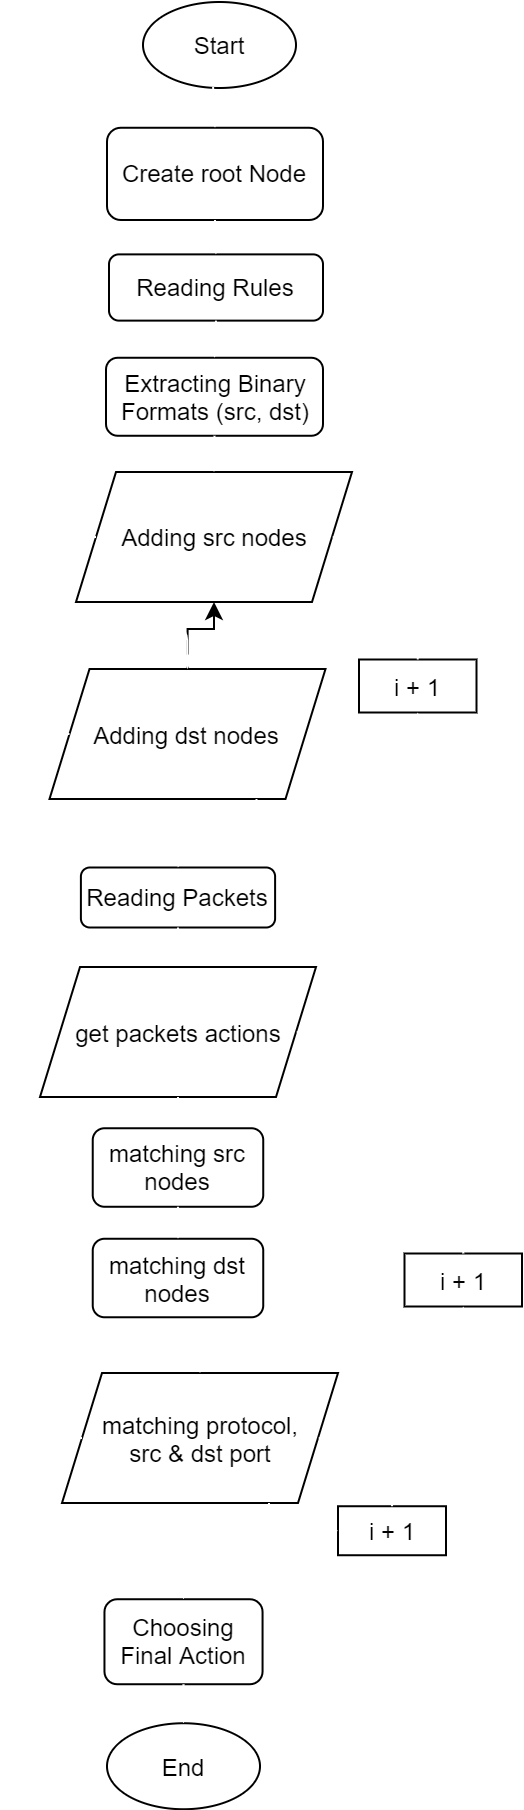 Start
Create root Node
Reading Rules
Extracting Binary
Formats (src, dst)
Adding src nodes
i + 1
Adding dst nodes
Reading Packets
get packets actions
matching src
nodes
matching dst
nodes
i + 1
matching protocol,
src & dst port
i + 1
Choosing
Final Action
End